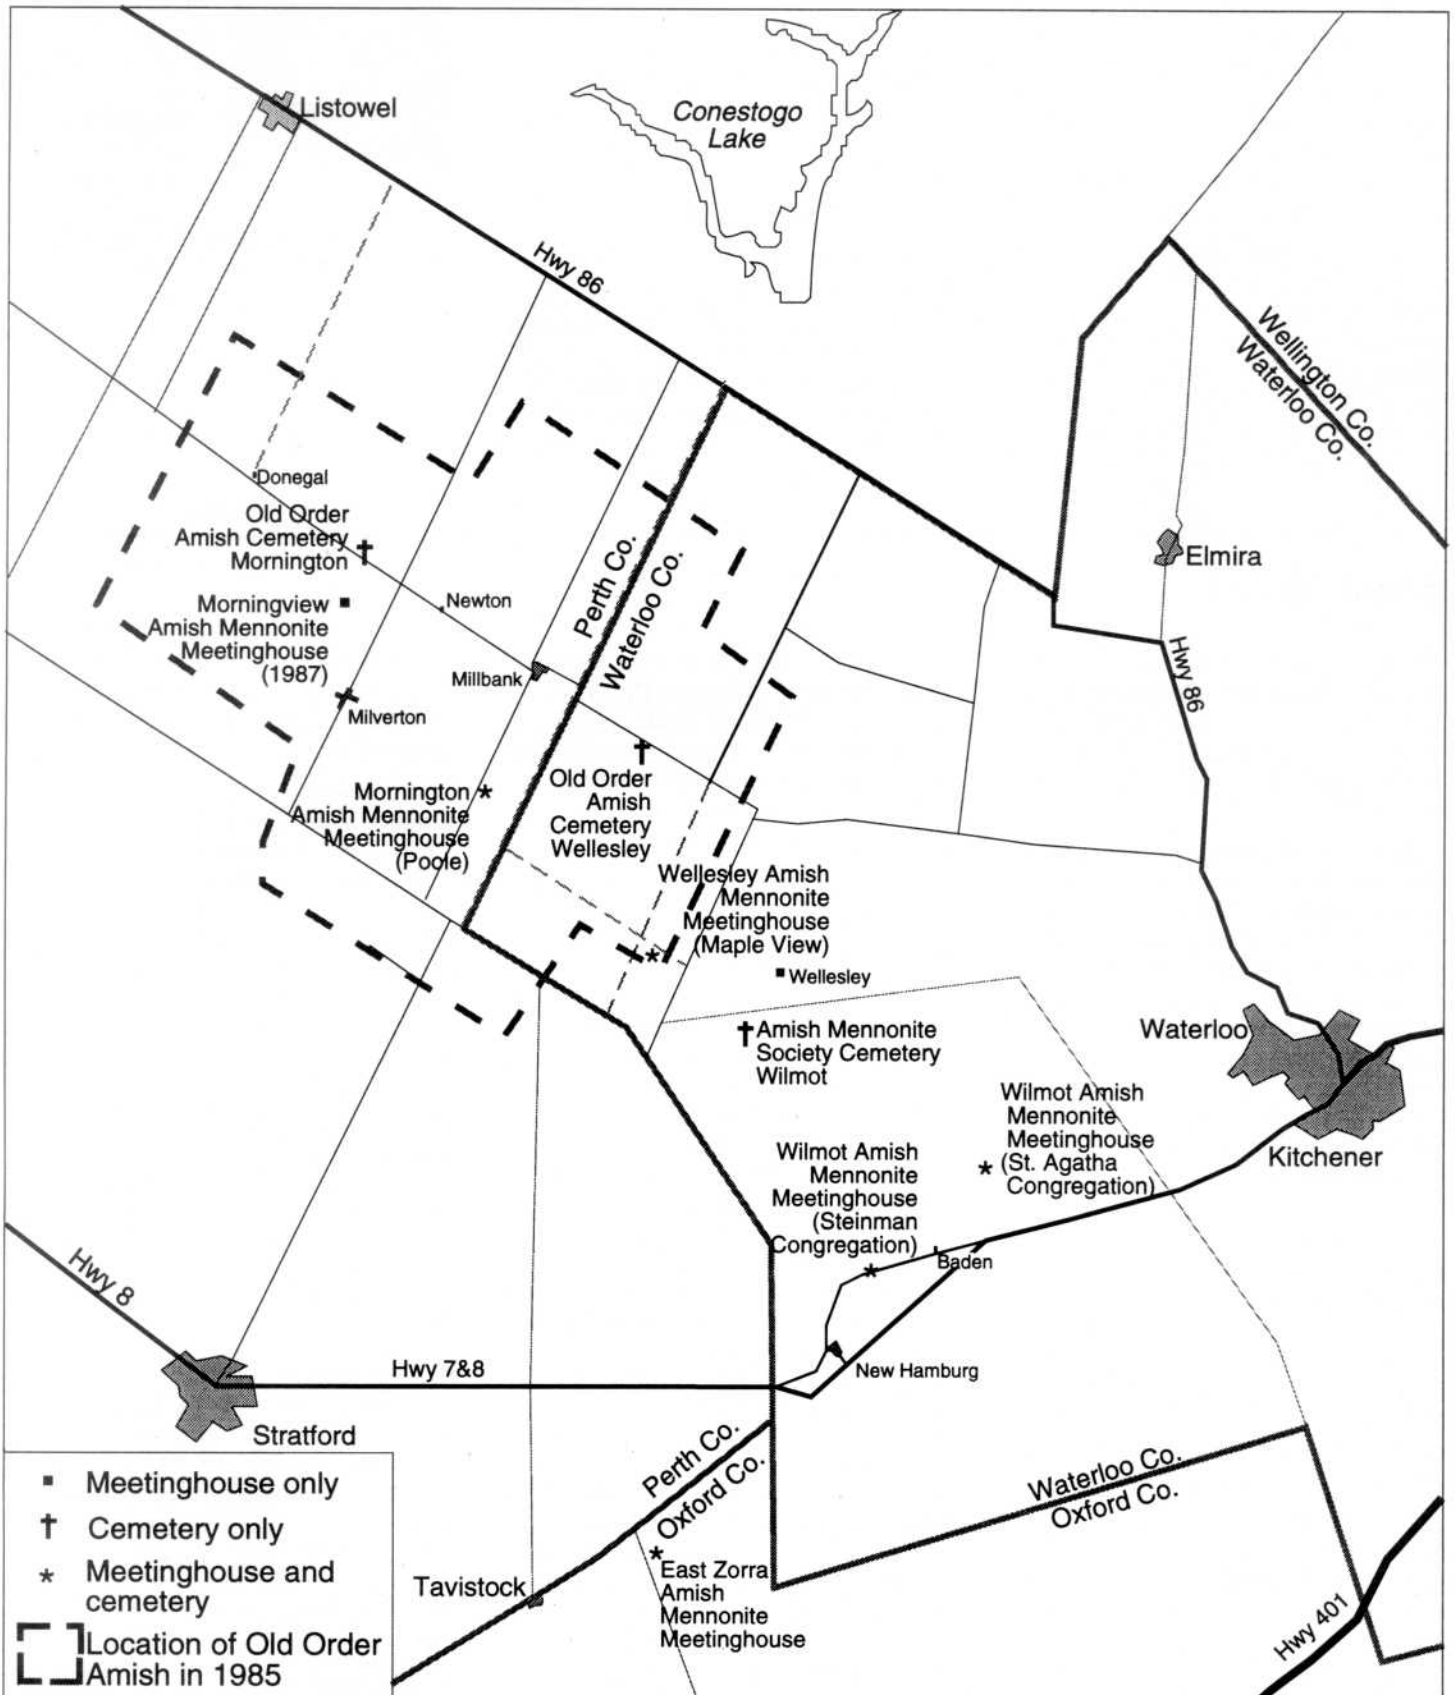 Listowel
Conestogo
Lake
Hwy 86
Wellington Co.
Waterloo Co.
Donegal
Old Order
Amish Cemetery
Mornington
Elmira
Perth Co.
Waterloo Co.
Morningview
Amish Mennonite
Meetinghouse
(1987)
Newton
Millbank
Hwy 86
Milverton
Mornington
Amish Mennonite
Meetinghouse
(Poole)
Old Order
Amish
Cemetery
Wellesley
Wellesley Amish
Mennonite
Meetinghouse
(Maple View)
Wellesley
Amish Mennonite
Society Cemetery
Wilmot
Waterloo
Kitchener
Wilmot Amish
Mennonite
Meetinghouse
(St. Agatha
Congregation)
Wilmot Amish
Mennonite
Meetinghouse
(Steinman
Congregation)
Baden
Hwy 8
Hwy 7&8
New Hamburg
Stratford
Perth Co.
Oxford Co.
Waterloo Co.
Oxford Co.
Tavistock
East Zorra
Amish
Mennonite
Meetinghouse
Hwy 401
Meetinghouse only
Cemetery only
Meetinghouse and
cemetery
Location of Old Order
Amish in 1985